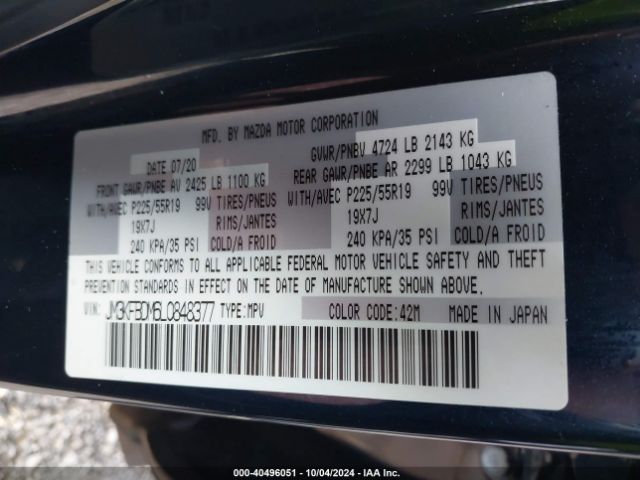 MFD. BY MAZDA MOTOR CORPORATION
DATE 07/20 GVWR/PNBV 4724 LB 2143 KG
FRONT GAWR/PNBE AV 2425 LB 1100 KG REAR GAWR/PNBE AR 2299 LB 1043 KG
WITH/AVEC P225/55R19 99V TIRES/PNEUS WITH/AVEC P225/55R19 99V TIRES/PNEUS
19X7J RIMS/JANTES 19X7J RIMS/JANTES
240 KPA/35 PSI COLD/A FROID 240 KPA/35 PSI COLD/A FROID
THIS VEHICLE CONFORMS TO ALL APPLICABLE FEDERAL MOTOR VEHICLE SAFETY AND THEFT
PREVENTION STANDARDS IN EFFECT ON THE DATE OF MANUFACTURE SHOWN ABOVE.
VIN: JM3KFBDM6L0848377 TYPE:MPV COLOR CODE:42M MADE IN JAPAN
000-40496051 - 10/04/2024 - IAA Inc.